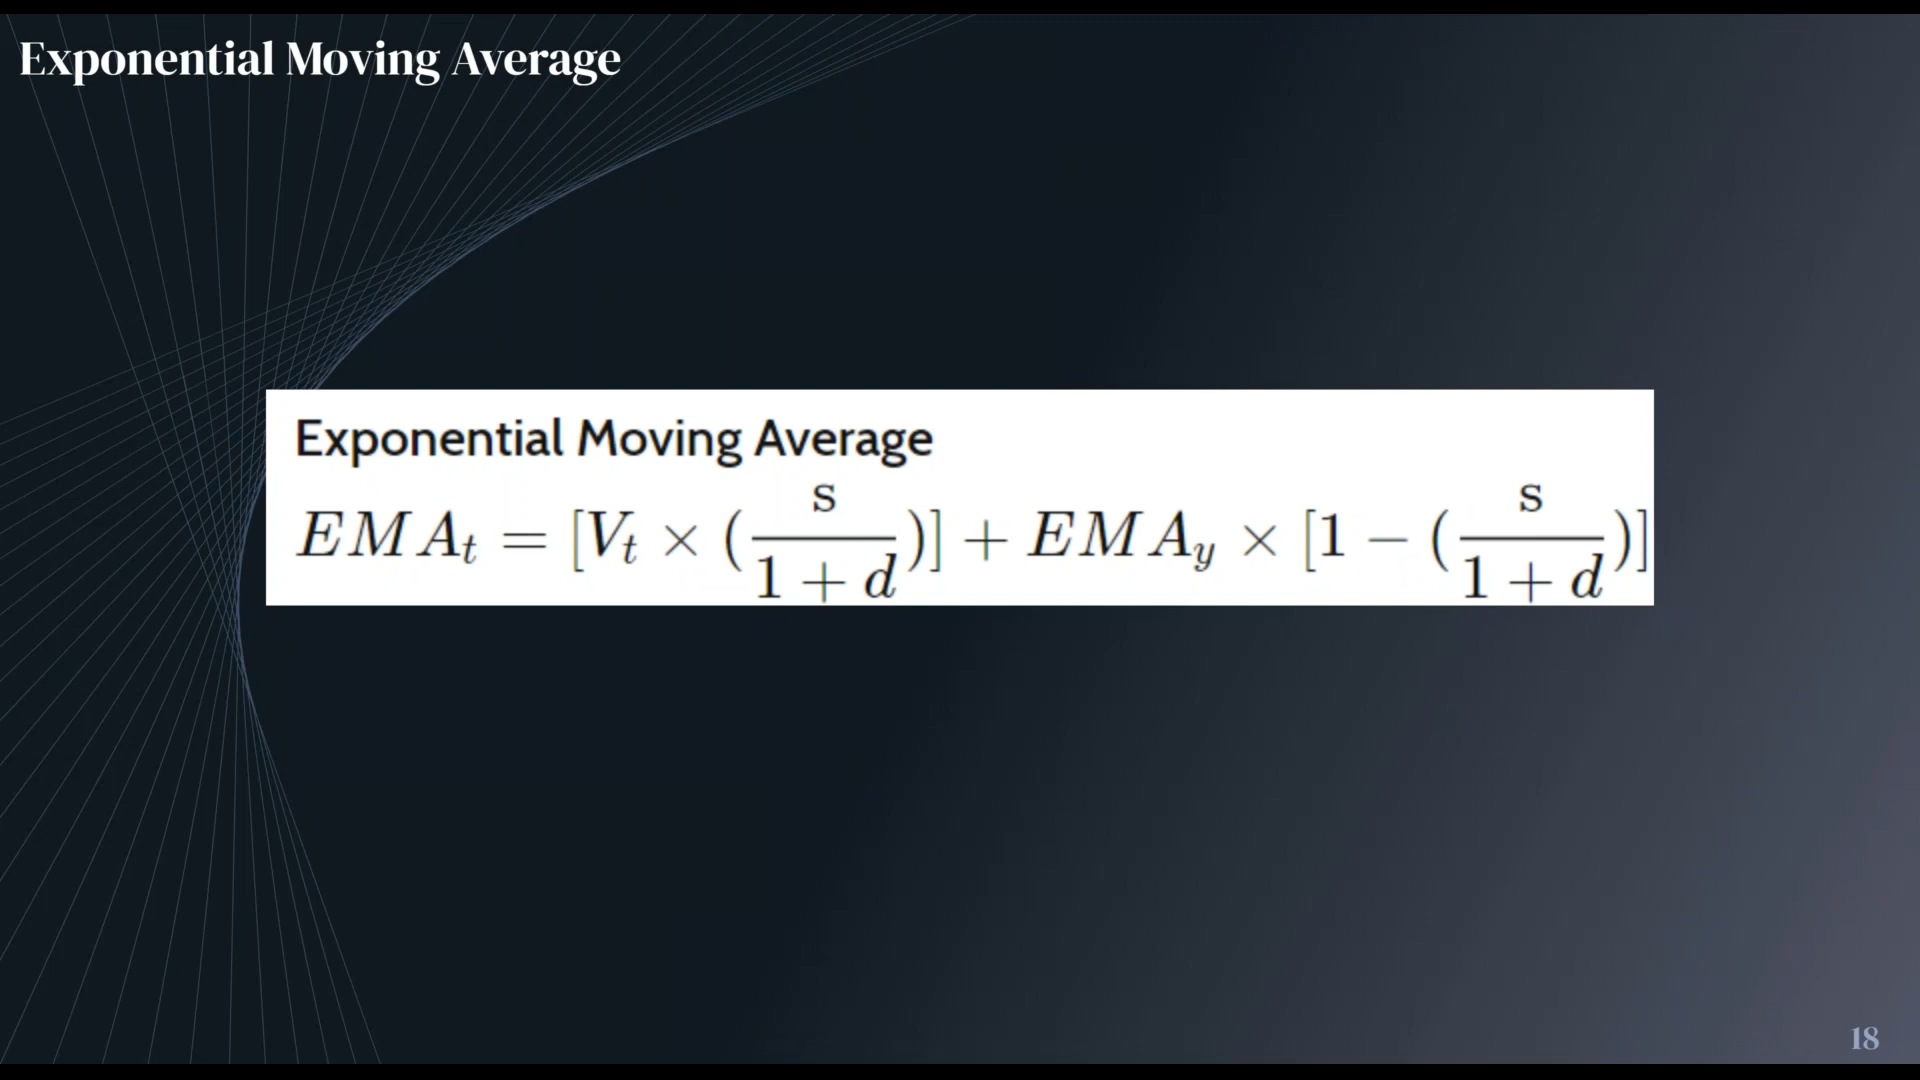 Exponential Moving Average
Exponential Moving Average
EMA_t = [V_t × (s/(1 + d))] + EMA_y × [1 − (s/(1 + d))]
18